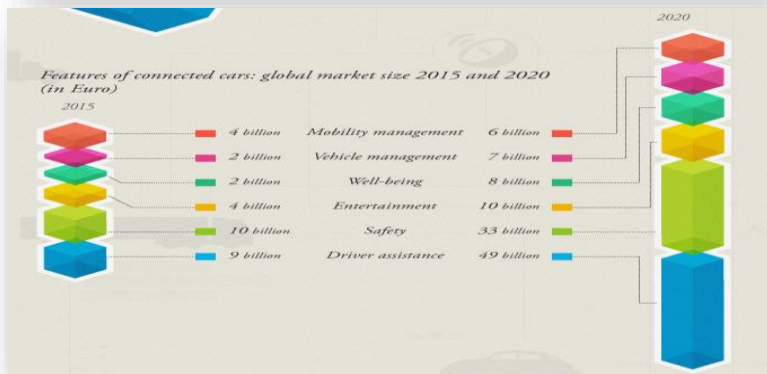 2020
Features of connected cars: global market size 2015 and 2020
(in Euro)
2015
4 billion Mobility management 6 billion
2 billion Vehicle management 7 billion
2 billion Well-being 8 billion
4 billion Entertainment 10 billion
10 billion Safety 33 billion
9 billion Driver assistance 49 billion